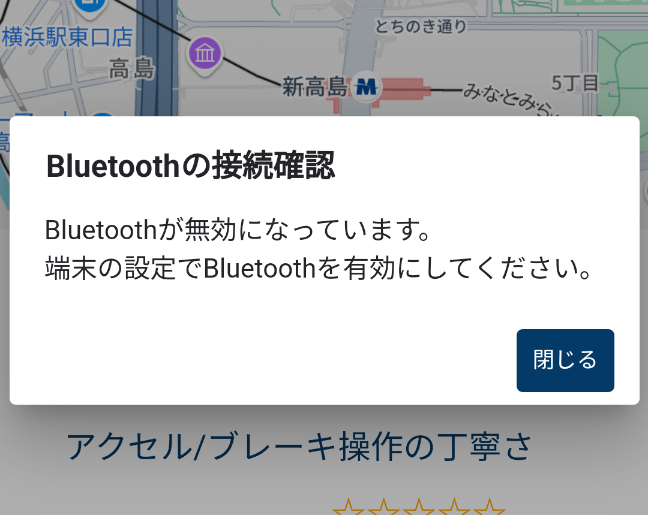 横浜駅東口店
とちのき通り
高島
新高島
5丁目
みなとみら
Bluetoothの接続確認
Bluetoothが無効になっています。
端末の設定でBluetoothを有効にしてください。
閉じる
アクセル/ブレーキ操作の丁寧さ
☆☆☆☆☆